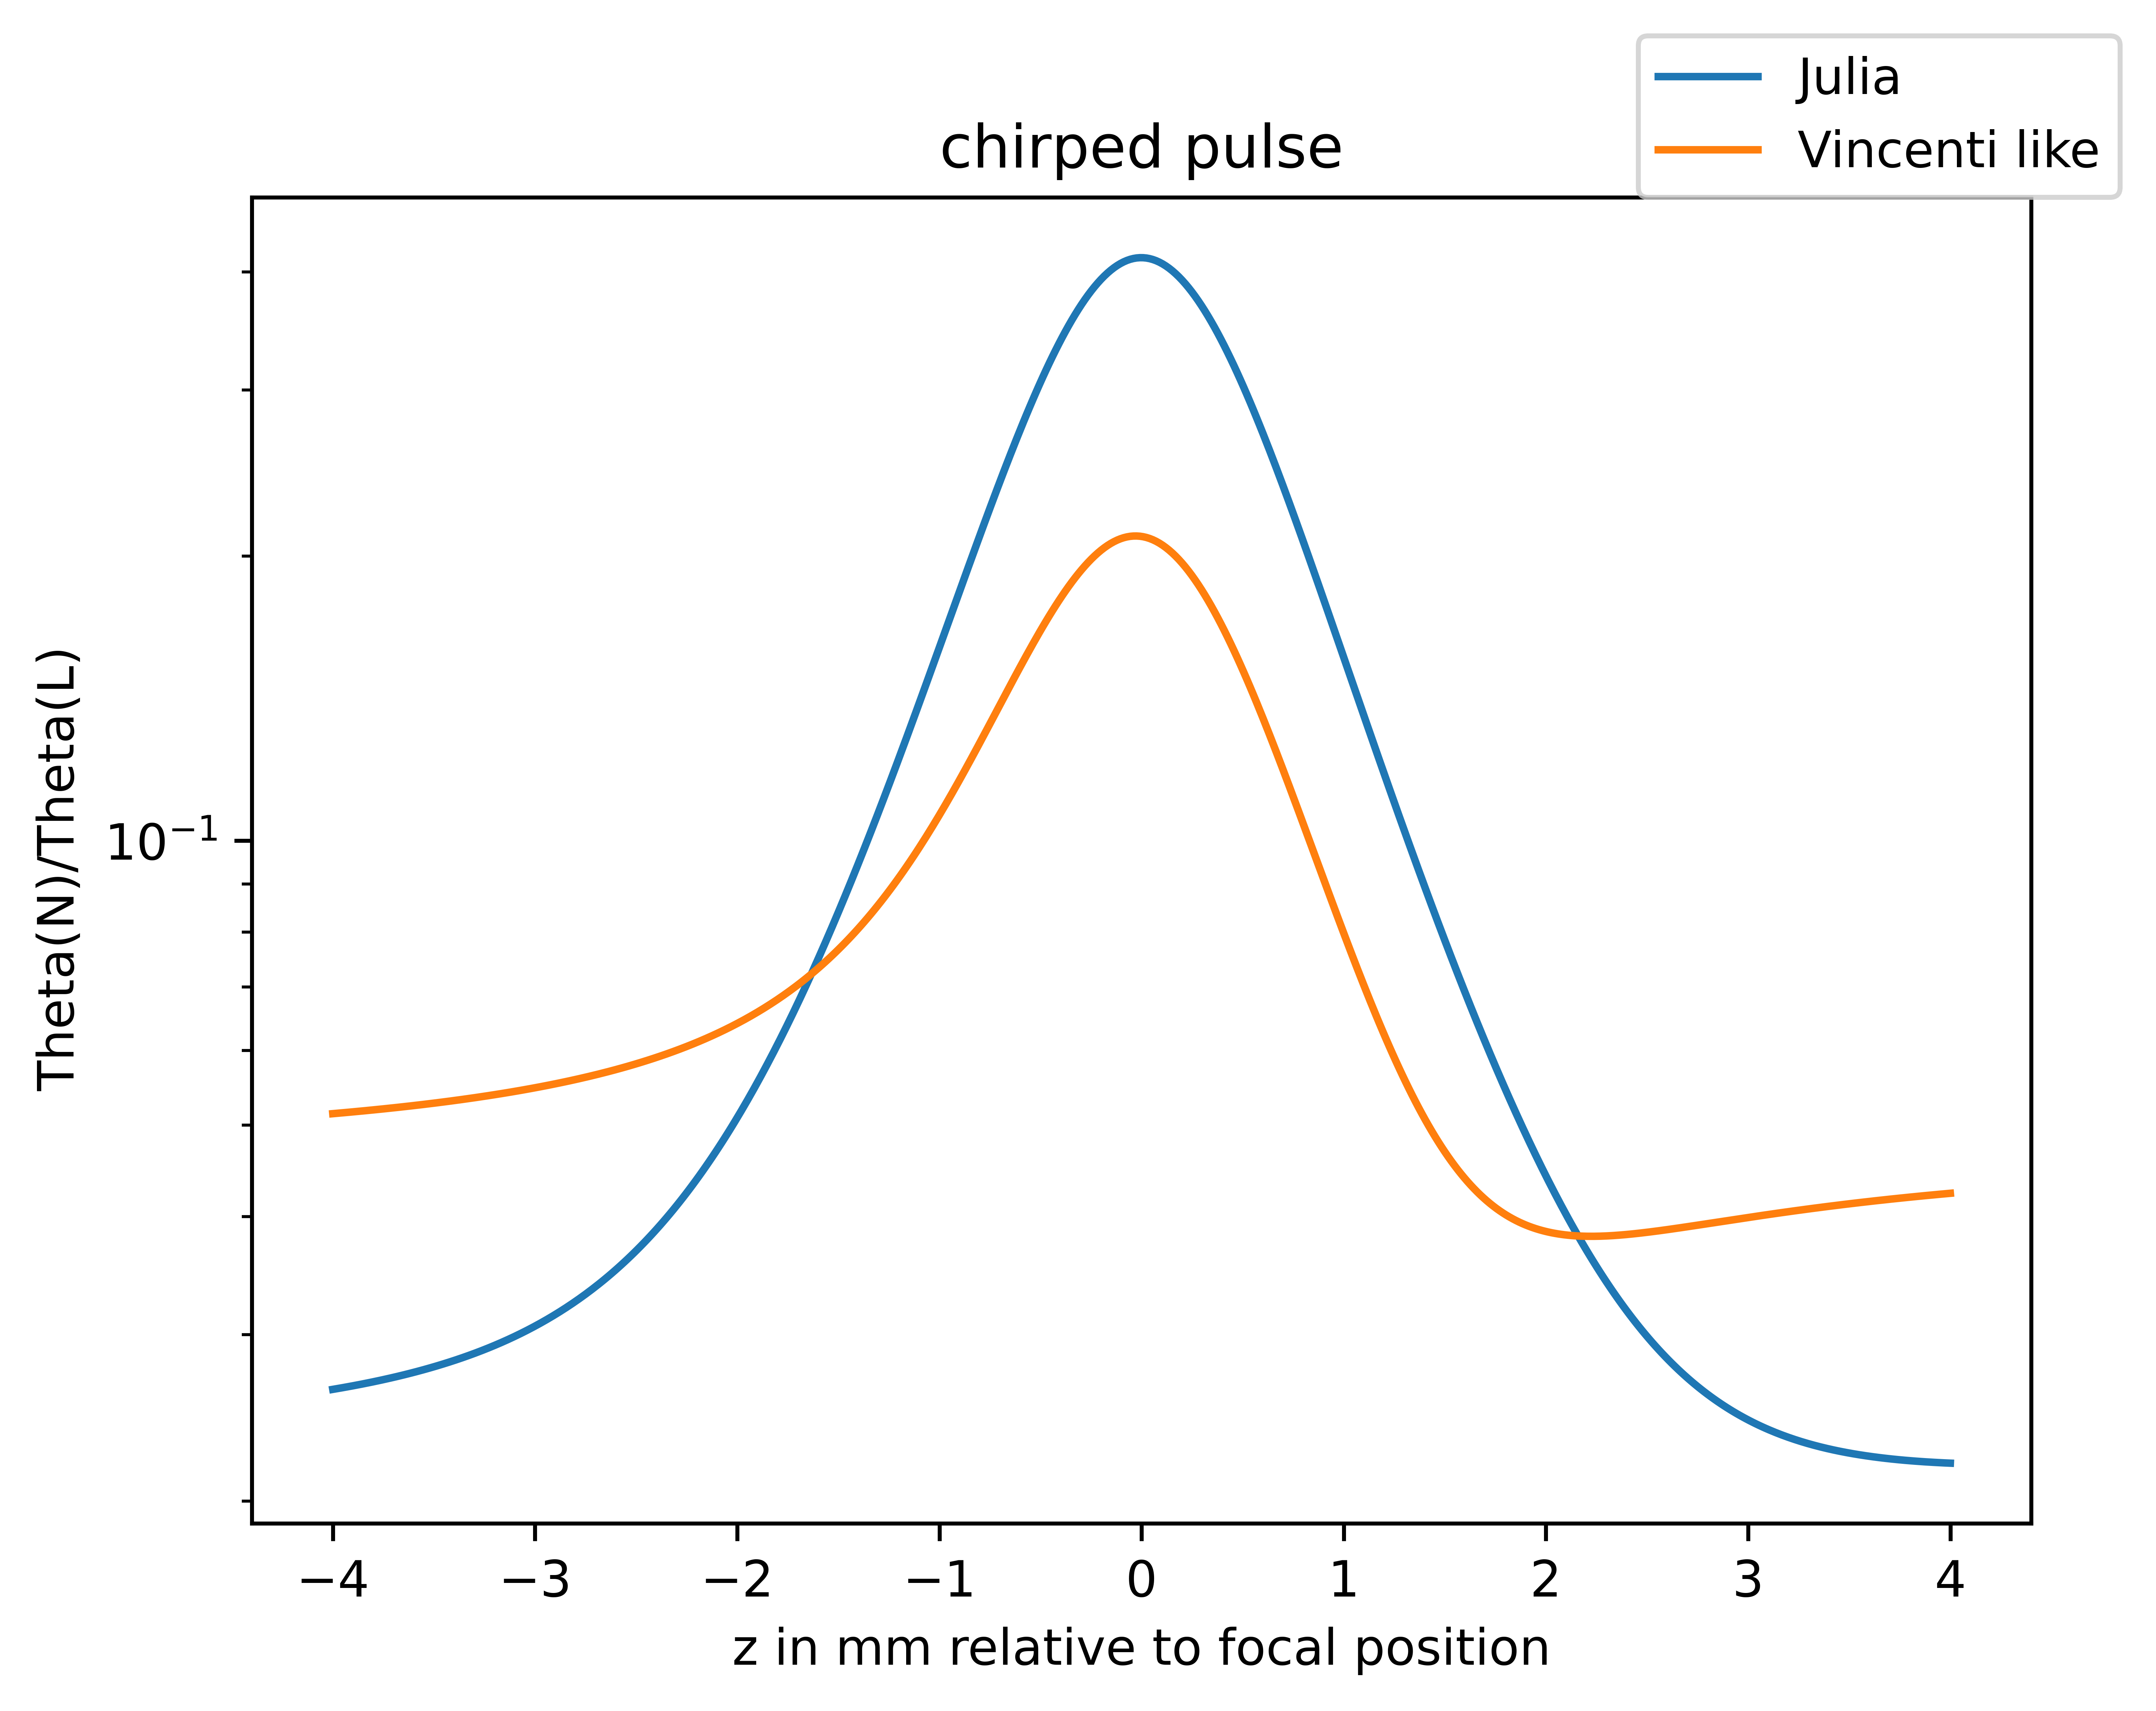 Julia
Vincenti like
chirped pulse
Theta(N)/Theta(L)
10⁻¹
−4 −3 −2 −1 0 1 2 3 4
z in mm relative to focal position